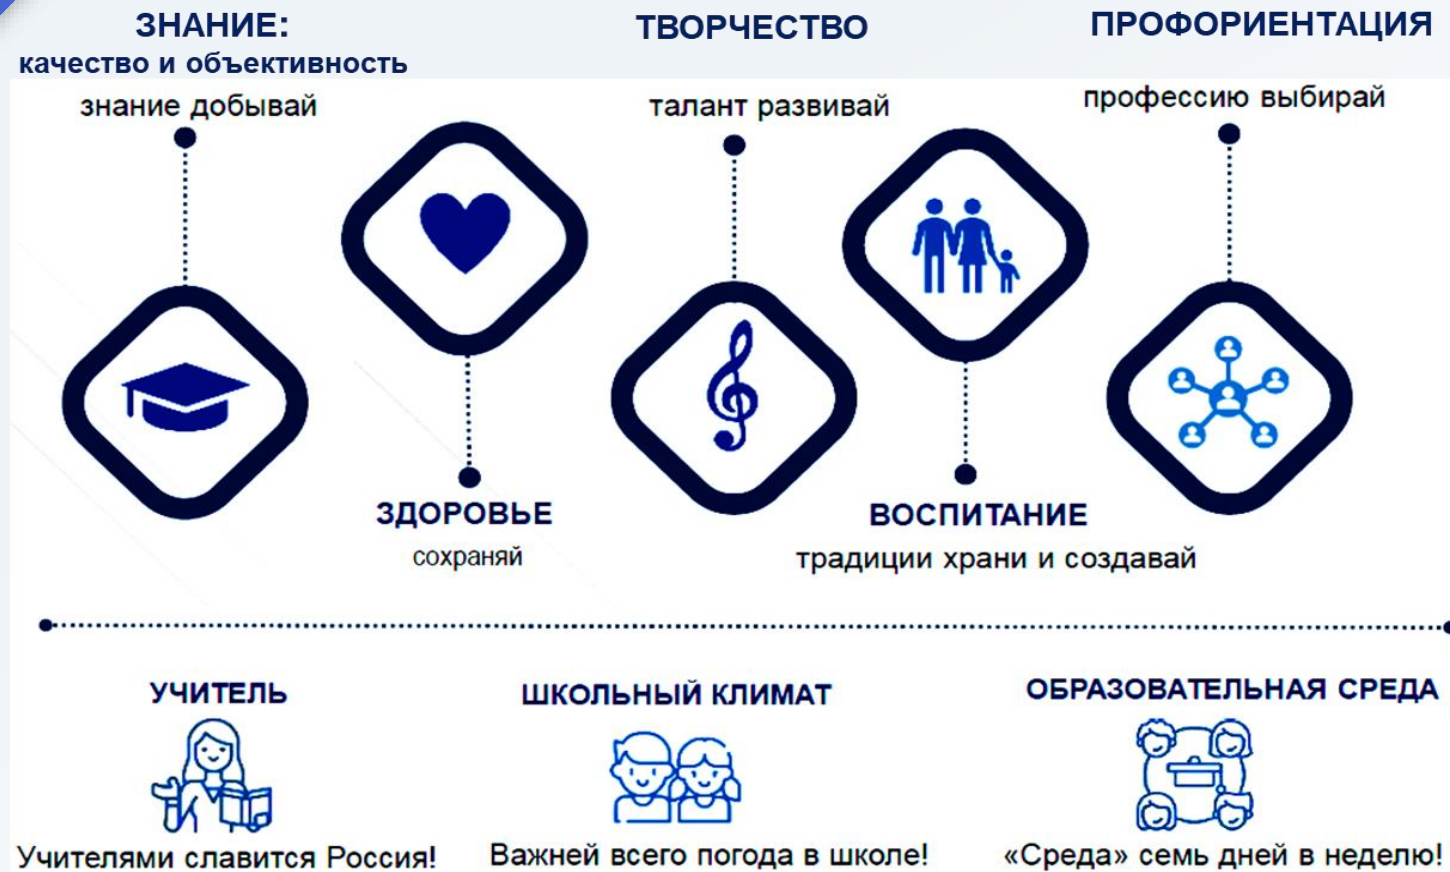 ЗНАНИЕ:
качество и объективность
знание добывай
ТВОРЧЕСТВО
талант развивай
ПРОФОРИЕНТАЦИЯ
профессию выбирай
ЗДОРОВЬЕ
сохраняй
ВОСПИТАНИЕ
традиции храни и создавай
УЧИТЕЛЬ
Учителями славится Россия!
ШКОЛЬНЫЙ КЛИМАТ
Важней всего погода в школе!
ОБРАЗОВАТЕЛЬНАЯ СРЕДА
«Среда» семь дней в неделю!